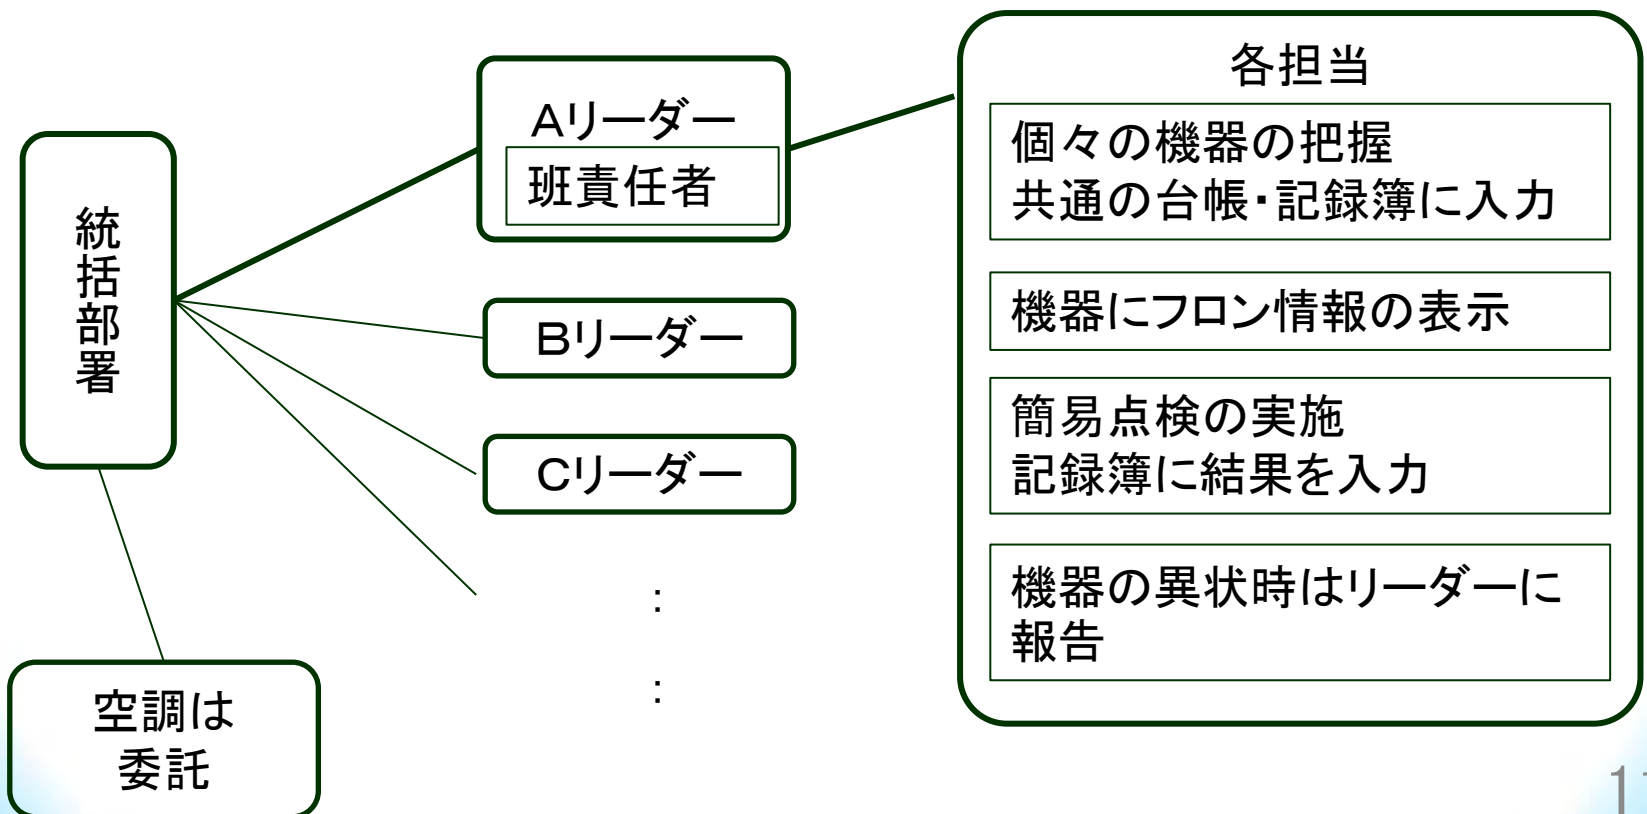 統括部署
Aリーダー
班責任者
Bリーダー
Cリーダー
:
:
空調は
委託
各担当
個々の機器の把握
共通の台帳・記録簿に入力
機器にフロン情報の表示
簡易点検の実施
記録簿に結果を入力
機器の異状時はリーダーに
報告